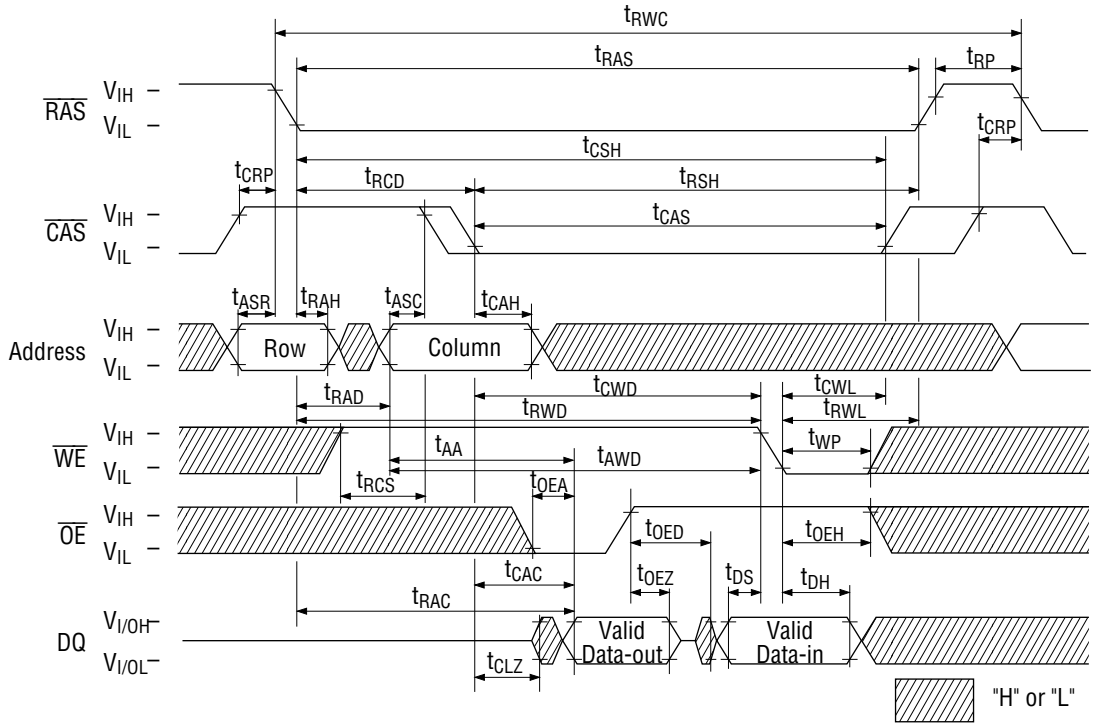 tRWC
tRAS
tRP
RAS
VIH
VIL
tCRP
tCSH
tCRP
tRCD
tRSH
CAS
VIH
VIL
tCAS
tASR
tRAH
tASC
tCAH
Address
VIH
VIL
Row
Column
tRAD
tCWD
tCWL
tRWD
tRWL
WE
VIH
VIL
tAA
tAWD
tWP
tRCS
tOEA
OE
VIH
VIL
tOED
tOEH
tCAC
tOEZ
tDS
tDH
tRAC
DQ
VI/OH
VI/OL
Valid
Data-out
Valid
Data-in
tCLZ
"H" or "L"